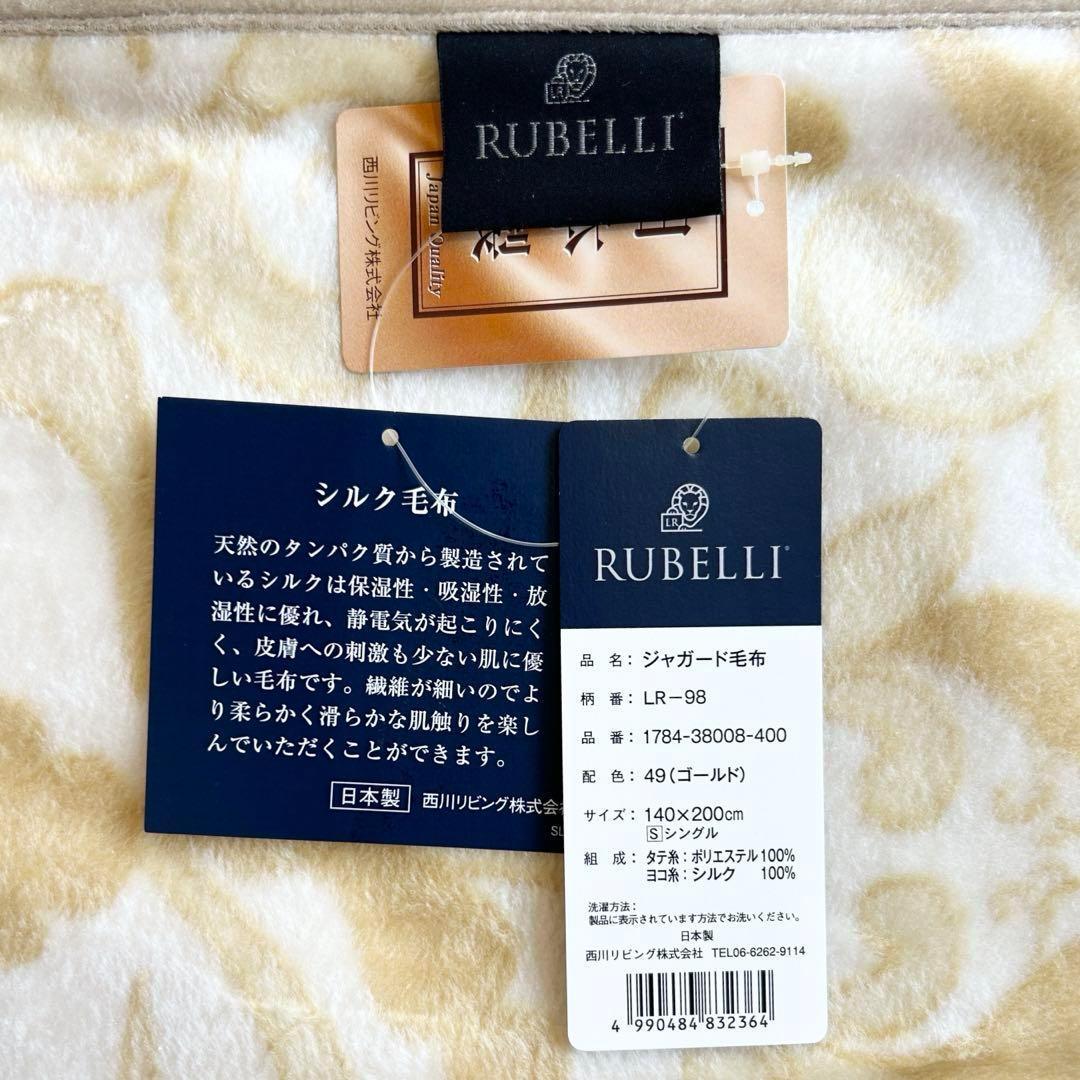 LR
RUBELLI
Japan Quality
西川リビング株式会社
シルク毛布
天然のタンパク質から製造されて
いるシルクは保湿性・吸湿性・放
湿性に優れ、静電気が起こりにく
く、皮膚への刺激も少ない肌に優
しい毛布です。繊維が細いのでよ
り柔らかく滑らかな肌触りを楽し
んでいただくことができます。
日本製 西川リビング株式会
SL
LR
RUBELLI
品 名: ジャガード毛布
柄 番: LR-98
品 番: 1784-38008-400
配 色: 49(ゴールド)
サイズ: 140×200㎝
S シングル
組 成: タテ糸:ポリエステル100%
ヨコ糸:シルク 100%
洗濯方法:
製品に表示されています方法でお洗いください。
日本製
西川リビング株式会社 TEL06-6262-9114
4 990484 832364